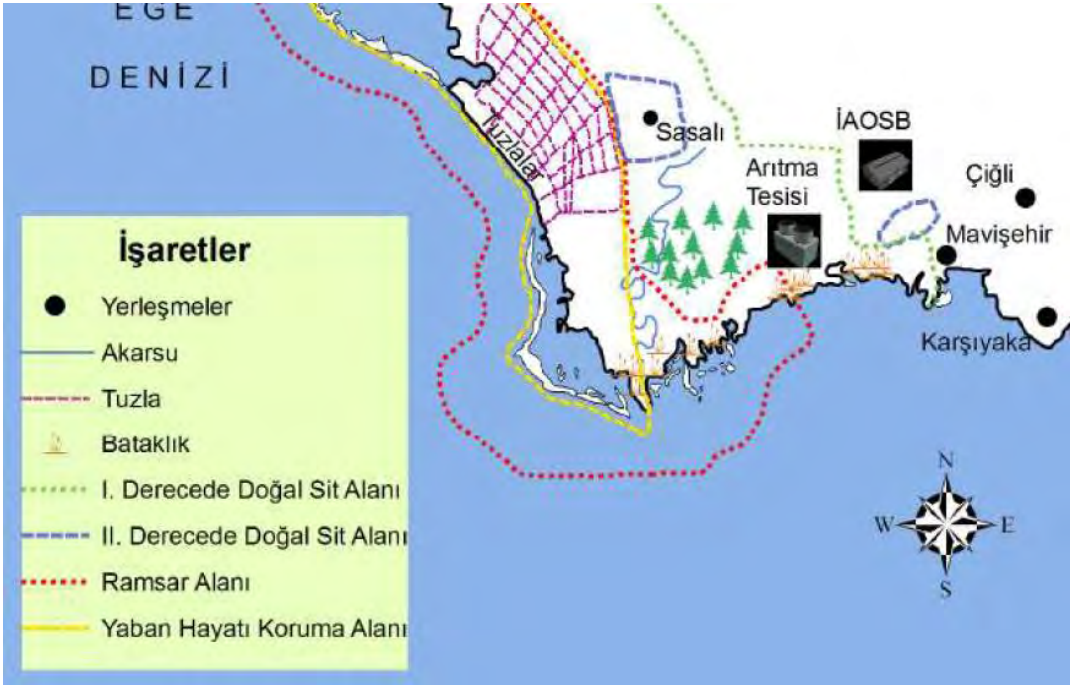 EGE
DENİZİ
Tuzlalar
Sasalı
İAOSB
Arıtma
Tesisi
Çiğli
Mavişehir
Karşıyaka
İşaretler
Yerleşmeler
Akarsu
Tuzla
Bataklık
I. Derecede Doğal Sit Alanı
II. Derecede Doğal Sit Alanı
Ramsar Alanı
Yaban Hayatı Koruma Alanı
N
W
E
S